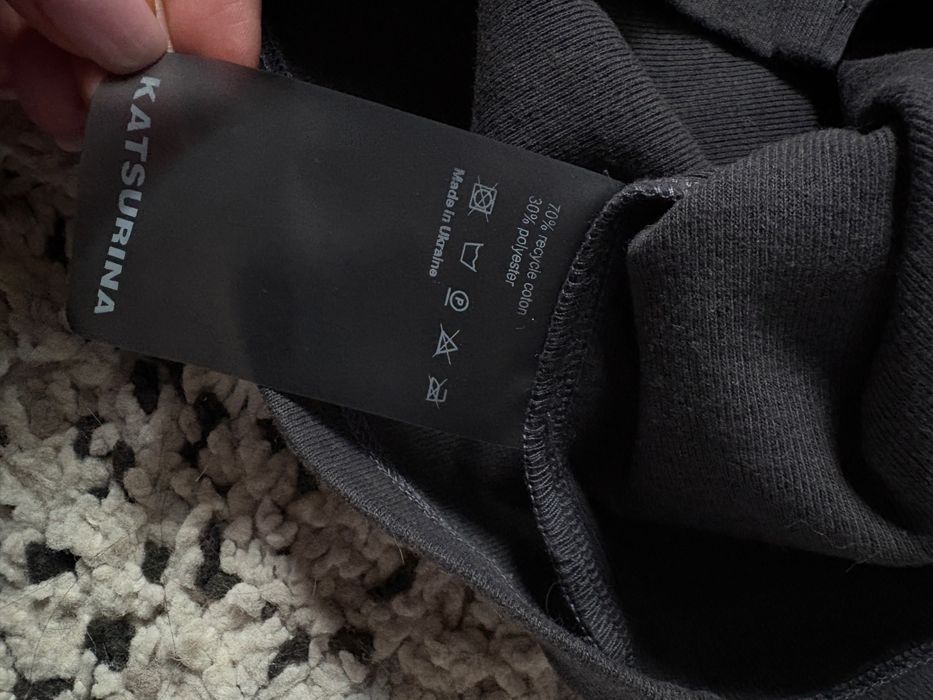 KATSURINA
70% recycle coton
30% polyester
Made in Ukraine